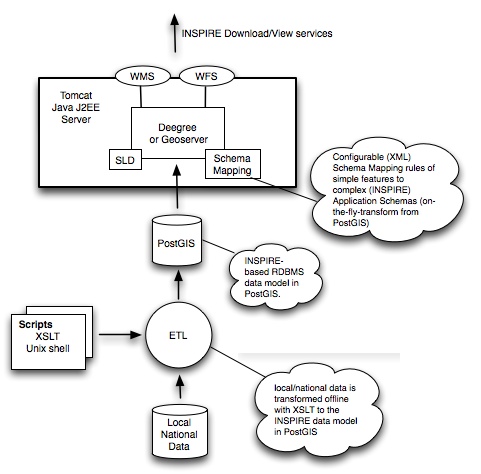 INSPIRE Download/View services
WMS
WFS
Tomcat
Java J2EE
Server
Deegree
or Geoserver
SLD
Schema
Mapping
Configurable (XML)
Schema Mapping rules of
simple features to
complex (INSPIRE)
Application Schemas (on-
the-fly-transform from
PostGIS)
PostGIS
INSPIRE-
based RDBMS
data model in
PostGIS.
Scripts
XSLT
Unix shell
ETL
local/national data is
transformed offline
with XSLT to the
INSPIRE data model
in PostGIS
Local
National
Data